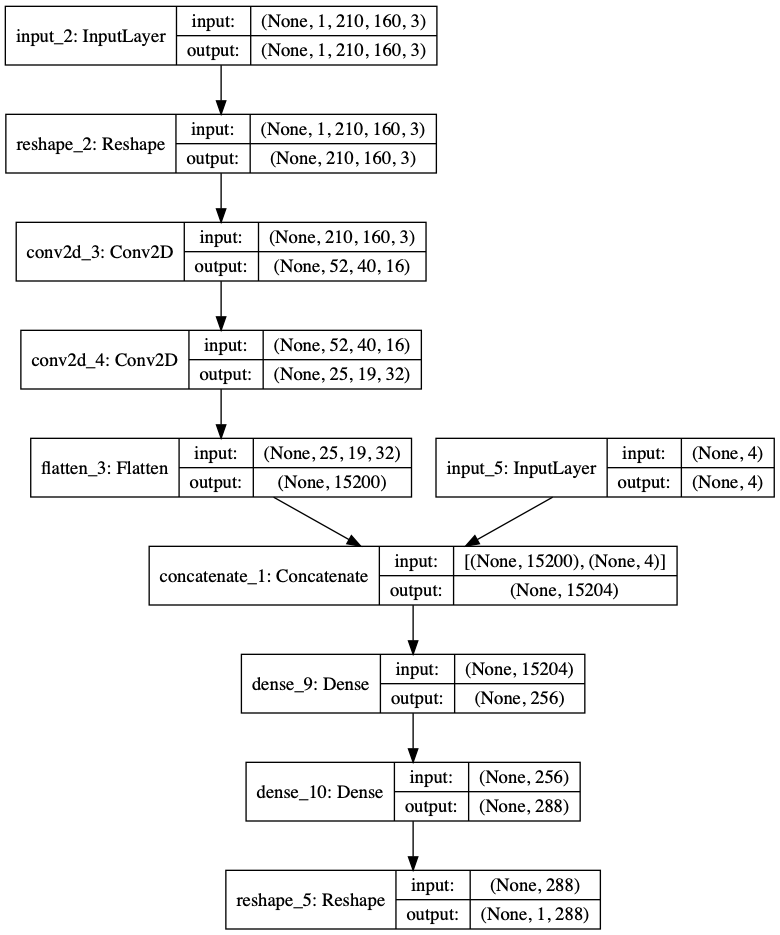 input_2: InputLayer
input: (None, 1, 210, 160, 3)
output: (None, 1, 210, 160, 3)
reshape_2: Reshape
input: (None, 1, 210, 160, 3)
output: (None, 210, 160, 3)
conv2d_3: Conv2D
input: (None, 210, 160, 3)
output: (None, 52, 40, 16)
conv2d_4: Conv2D
input: (None, 52, 40, 16)
output: (None, 25, 19, 32)
flatten_3: Flatten
input: (None, 25, 19, 32)
output: (None, 15200)
input_5: InputLayer
input: (None, 4)
output: (None, 4)
concatenate_1: Concatenate
input: [(None, 15200), (None, 4)]
output: (None, 15204)
dense_9: Dense
input: (None, 15204)
output: (None, 256)
dense_10: Dense
input: (None, 256)
output: (None, 288)
reshape_5: Reshape
input: (None, 288)
output: (None, 1, 288)